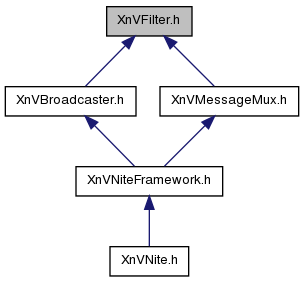 XnVFilter.h
XnVBroadcaster.h
XnVMessageMux.h
XnVNiteFramework.h
XnVNite.h